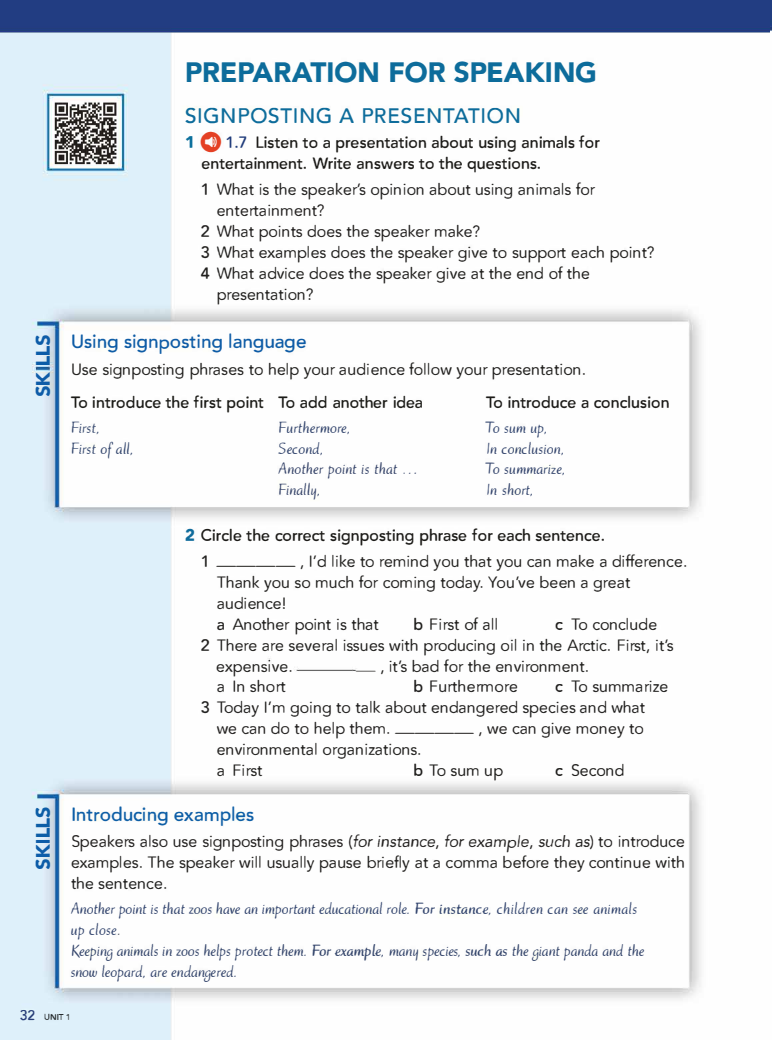 PREPARATION FOR SPEAKING
SIGNPOSTING A PRESENTATION
1 1.7 Listen to a presentation about using animals for
entertainment. Write answers to the questions.
1 What is the speaker's opinion about using animals for
entertainment?
2 What points does the speaker make?
3 What examples does the speaker give to support each point?
4 What advice does the speaker give at the end of the
presentation?
SKILLS
Using signposting language
Use signposting phrases to help your audience follow your presentation.
To introduce the first point To add another idea To introduce a conclusion
First, Furthermore, To sum up,
First of all, Second, In conclusion,
Another point is that ... To summarize,
Finally, In short,
2 Circle the correct signposting phrase for each sentence.
1 __________ , I'd like to remind you that you can make a difference.
Thank you so much for coming today. You've been a great
audience!
a Another point is that b First of all c To conclude
2 There are several issues with producing oil in the Arctic. First, it's
expensive. __________ , it's bad for the environment.
a In short b Furthermore c To summarize
3 Today I'm going to talk about endangered species and what
we can do to help them. __________ , we can give money to
environmental organizations.
a First b To sum up c Second
SKILLS
Introducing examples
Speakers also use signposting phrases (for instance, for example, such as) to introduce
examples. The speaker will usually pause briefly at a comma before they continue with
the sentence.
Another point is that zoos have an important educational role. For instance, children can see animals
up close.
Keeping animals in zoos helps protect them. For example, many species, such as the giant panda and the
snow leopard, are endangered.
32 UNIT 1